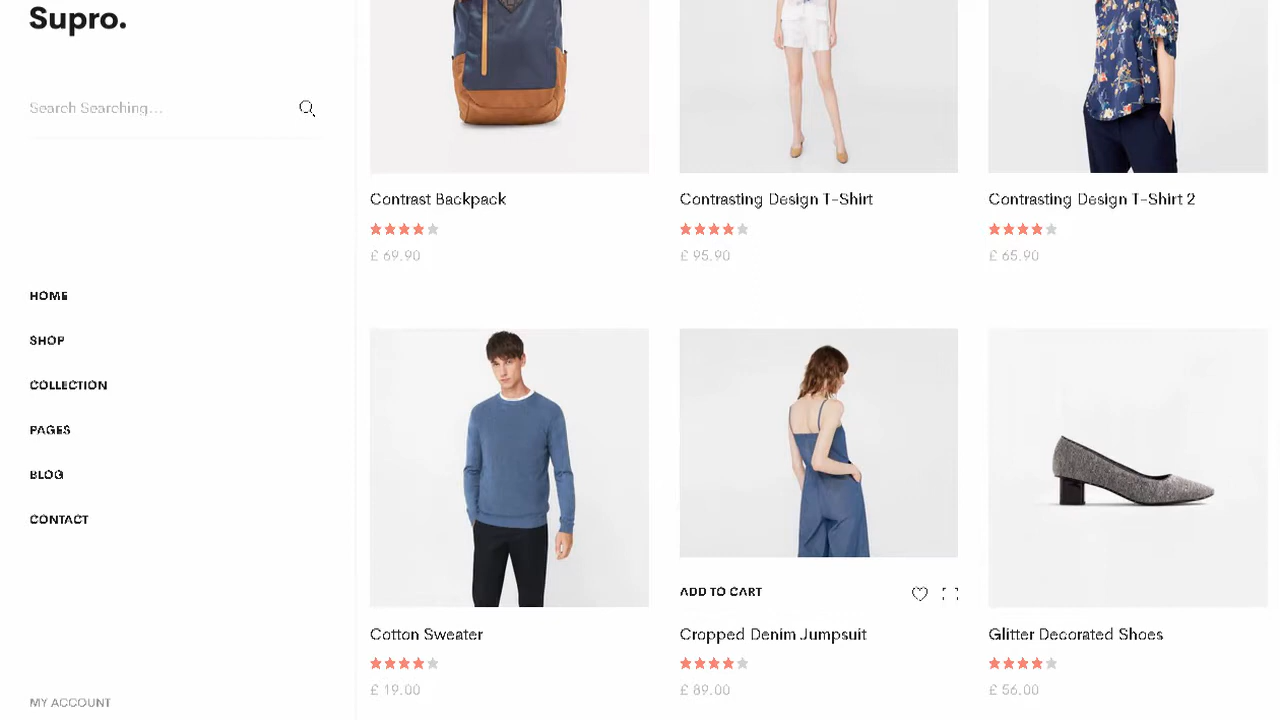 Supro.
Search Searching...
HOME
SHOP
COLLECTION
PAGES
BLOG
CONTACT
MY ACCOUNT
Contrast Backpack
£ 69.90
Contrasting Design T-Shirt
£ 95.90
Contrasting Design T-Shirt 2
£ 65.90
Cotton Sweater
£ 19.00
ADD TO CART
Cropped Denim Jumpsuit
£ 89.00
Glitter Decorated Shoes
£ 56.00